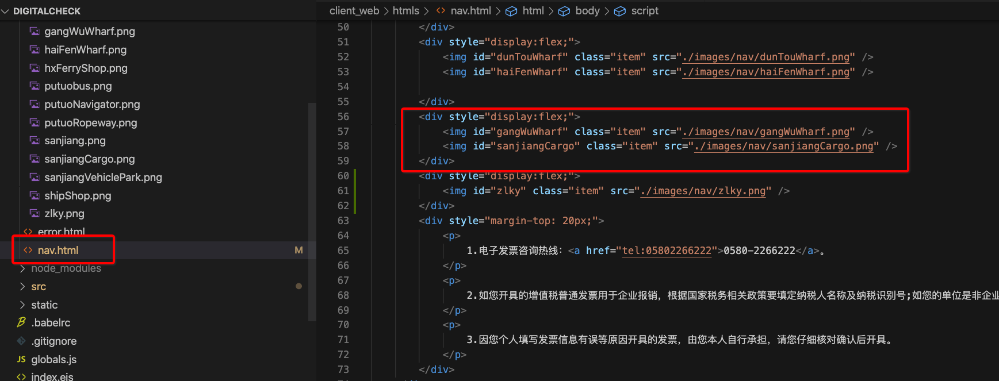 DIGITALCHECK
gangWuWharf.png
haiFenWharf.png
hxFerryShop.png
putuobus.png
putuoNavigator.png
putuoRopeway.png
sanjiang.png
sanjiangCargo.png
sanjiangVehiclePark.png
shipShop.png
zlky.png
error.html
nav.html M
node_modules
src
static
.babelrc
.gitignore
JS globals.js
index.ejs
client_web > htmls > nav.html > html > body > script
50 </div>
51 <div style="display:flex;">
52 <img id="dunTouWharf" class="item" src="./images/nav/dunTouWharf.png" />
53 <img id="haiFenWharf" class="item" src="./images/nav/haiFenWharf.png" />
54
55 </div>
56 <div style="display:flex;">
57 <img id="gangWuWharf" class="item" src="./images/nav/gangWuWharf.png" />
58 <img id="sanjiangCargo" class="item" src="./images/nav/sanjiangCargo.png" />
59 </div>
60 <div style="display:flex;">
61 <img id="zlky" class="item" src="./images/nav/zlky.png" />
62 </div>
63 <div style="margin-top: 20px;">
64 <p>
65 1.电子发票咨询热线：<a href="tel:05802266222">0580-2266222</a>。
66 </p>
67 <p>
68 2.如您开具的增值税普通发票用于企业报销，根据国家税务相关政策要填定纳税人名称及纳税识别号;如您的单位是非企业
69 </p>
70 <p>
71 3.因您个人填写发票信息有误等原因开具的发票，由您本人自行承担，请您仔细核对确认后开具。
72 </p>
73 </div>